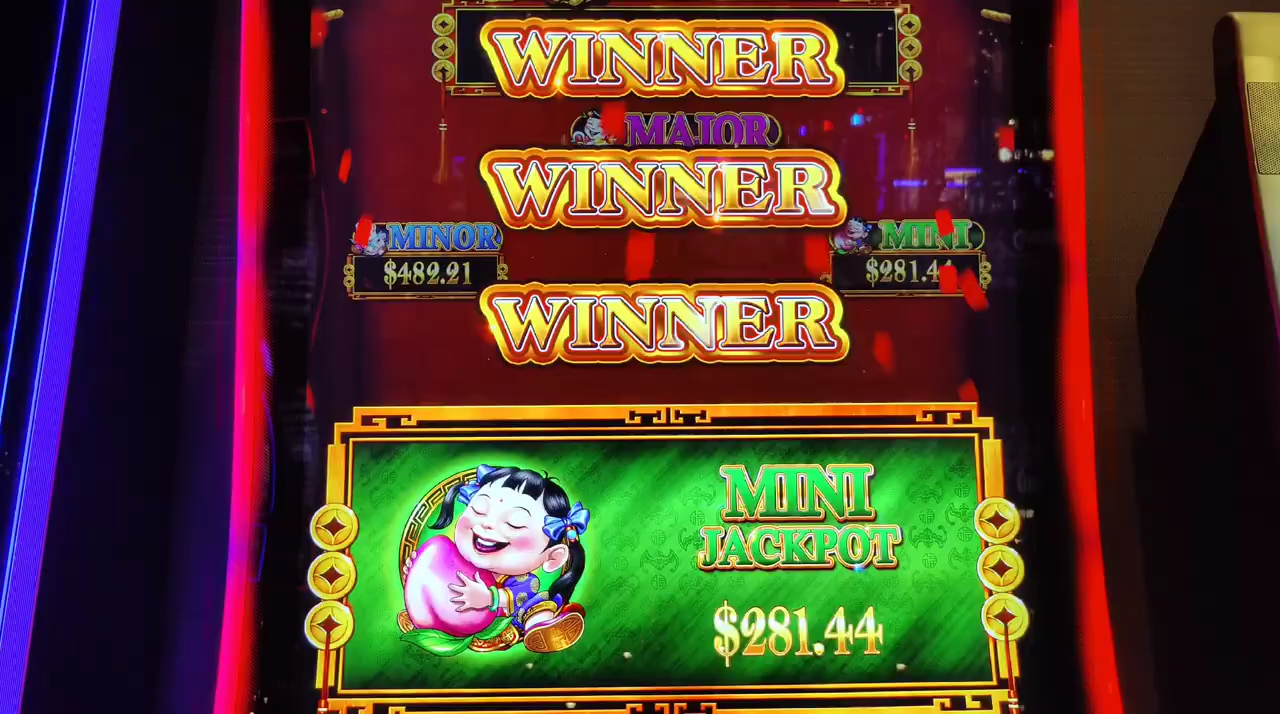 WINNER
MAJOR
WINNER
MINOR
MINI
$482.21
$281.44
WINNER
MINI
JACKPOT
$281.44